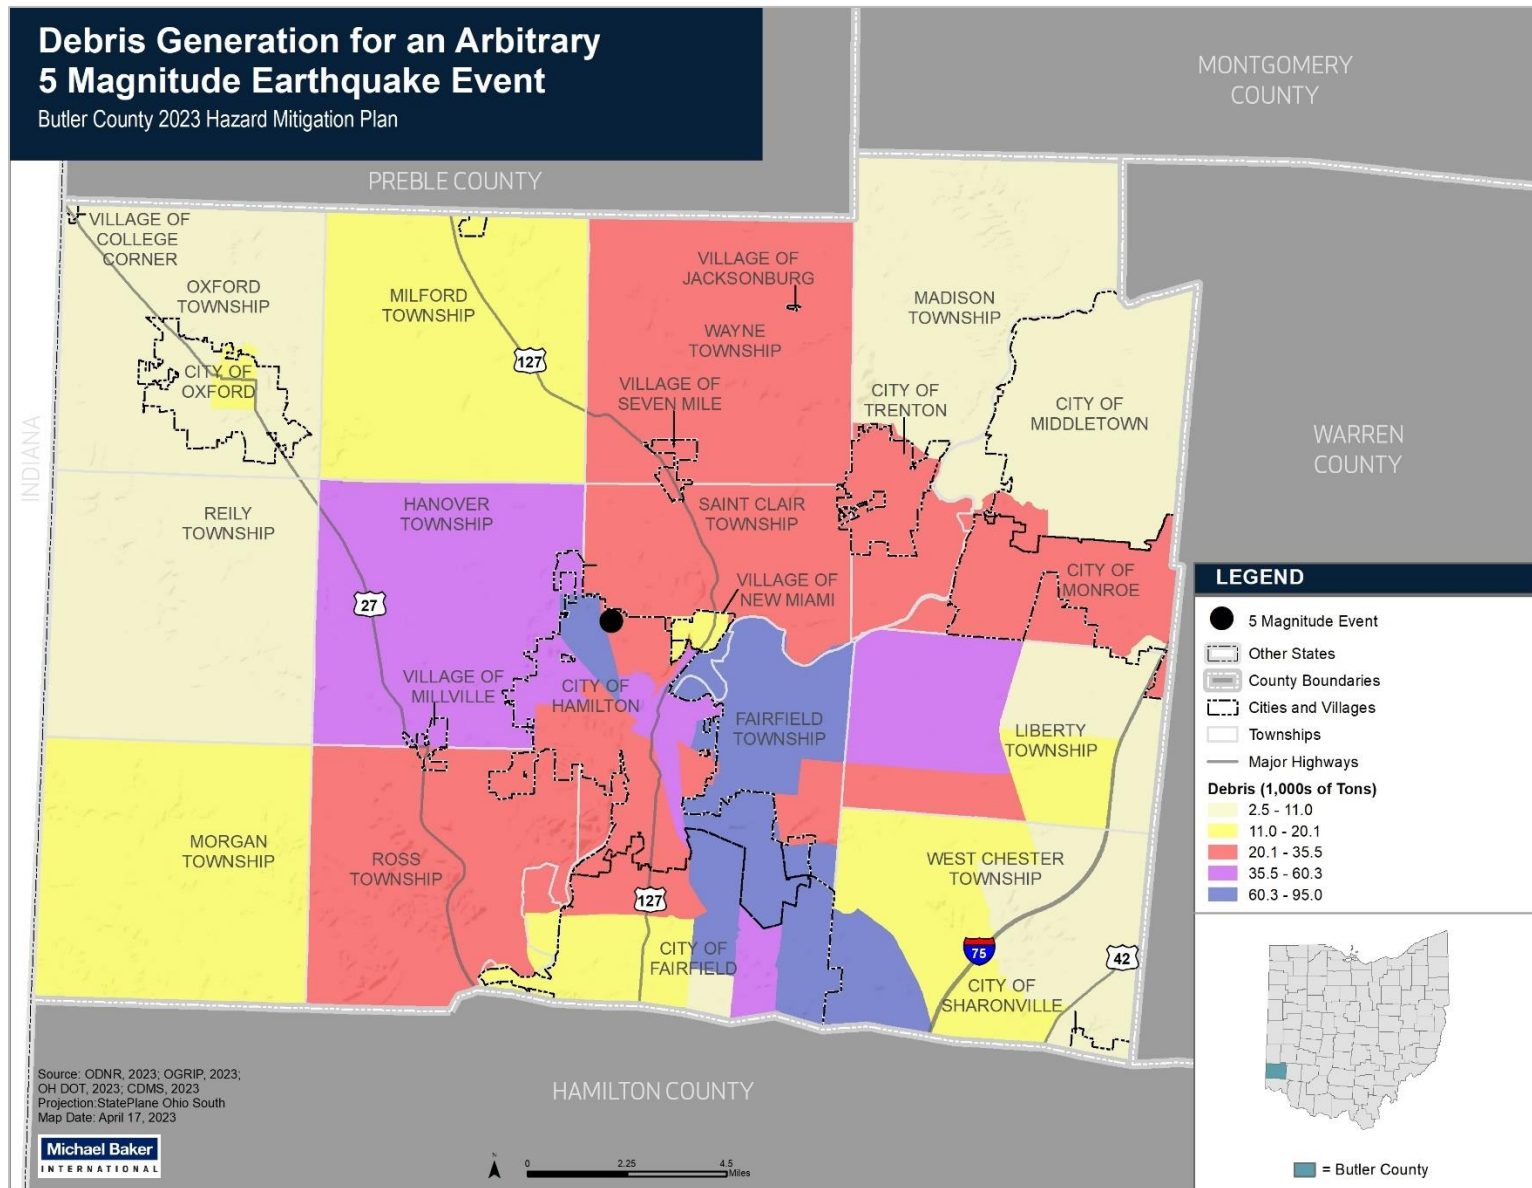 Debris Generation for an Arbitrary
5 Magnitude Earthquake Event
Butler County 2023 Hazard Mitigation Plan
MONTGOMERY
COUNTY
PREBLE COUNTY
VILLAGE OF
COLLEGE
CORNER
OXFORD
TOWNSHIP
MILFORD
TOWNSHIP
127
VILLAGE OF
JACKSONBURG
WAYNE
TOWNSHIP
MADISON
TOWNSHIP
CITY OF
OXFORD
VILLAGE OF
SEVEN MILE
CITY OF
TRENTON
CITY OF
MIDDLETOWN
WARREN
COUNTY
INDIANA
REILY
TOWNSHIP
HANOVER
TOWNSHIP
SAINT CLAIR
TOWNSHIP
27
VILLAGE OF
NEW MIAMI
CITY OF
MONROE
VILLAGE OF
MILLVILLE
CITY OF
HAMILTON
FAIRFIELD
TOWNSHIP
LIBERTY
TOWNSHIP
MORGAN
TOWNSHIP
ROSS
TOWNSHIP
127
WEST CHESTER
TOWNSHIP
CITY OF
FAIRFIELD
75
42
CITY OF
SHARONVILLE
HAMILTON COUNTY
LEGEND
5 Magnitude Event
Other States
County Boundaries
Cities and Villages
Townships
Major Highways
Debris (1,000s of Tons)
2.5 - 11.0
11.0 - 20.1
20.1 - 35.5
35.5 - 60.3
60.3 - 95.0
= Butler County
Source: ODNR, 2023; OGRIP, 2023;
OH DOT, 2023; CDMS, 2023
Projection:StatePlane Ohio South
Map Date: April 17, 2023
Michael Baker
INTERNATIONAL
N
0 2.25 4.5
Miles